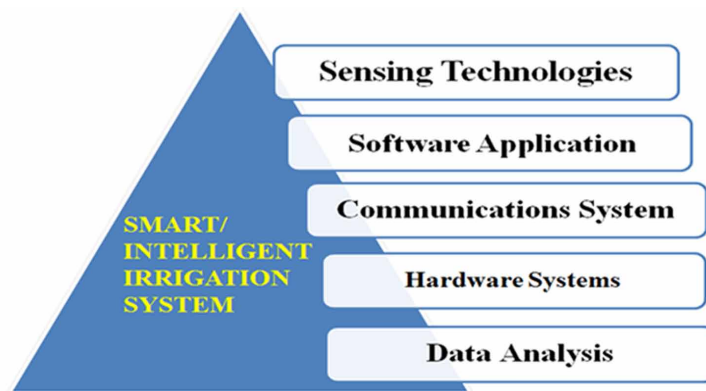 Sensing Technologies
Software Application
Communications System
SMART/
INTELLIGENT
IRRIGATION
SYSTEM
Hardware Systems
Data Analysis